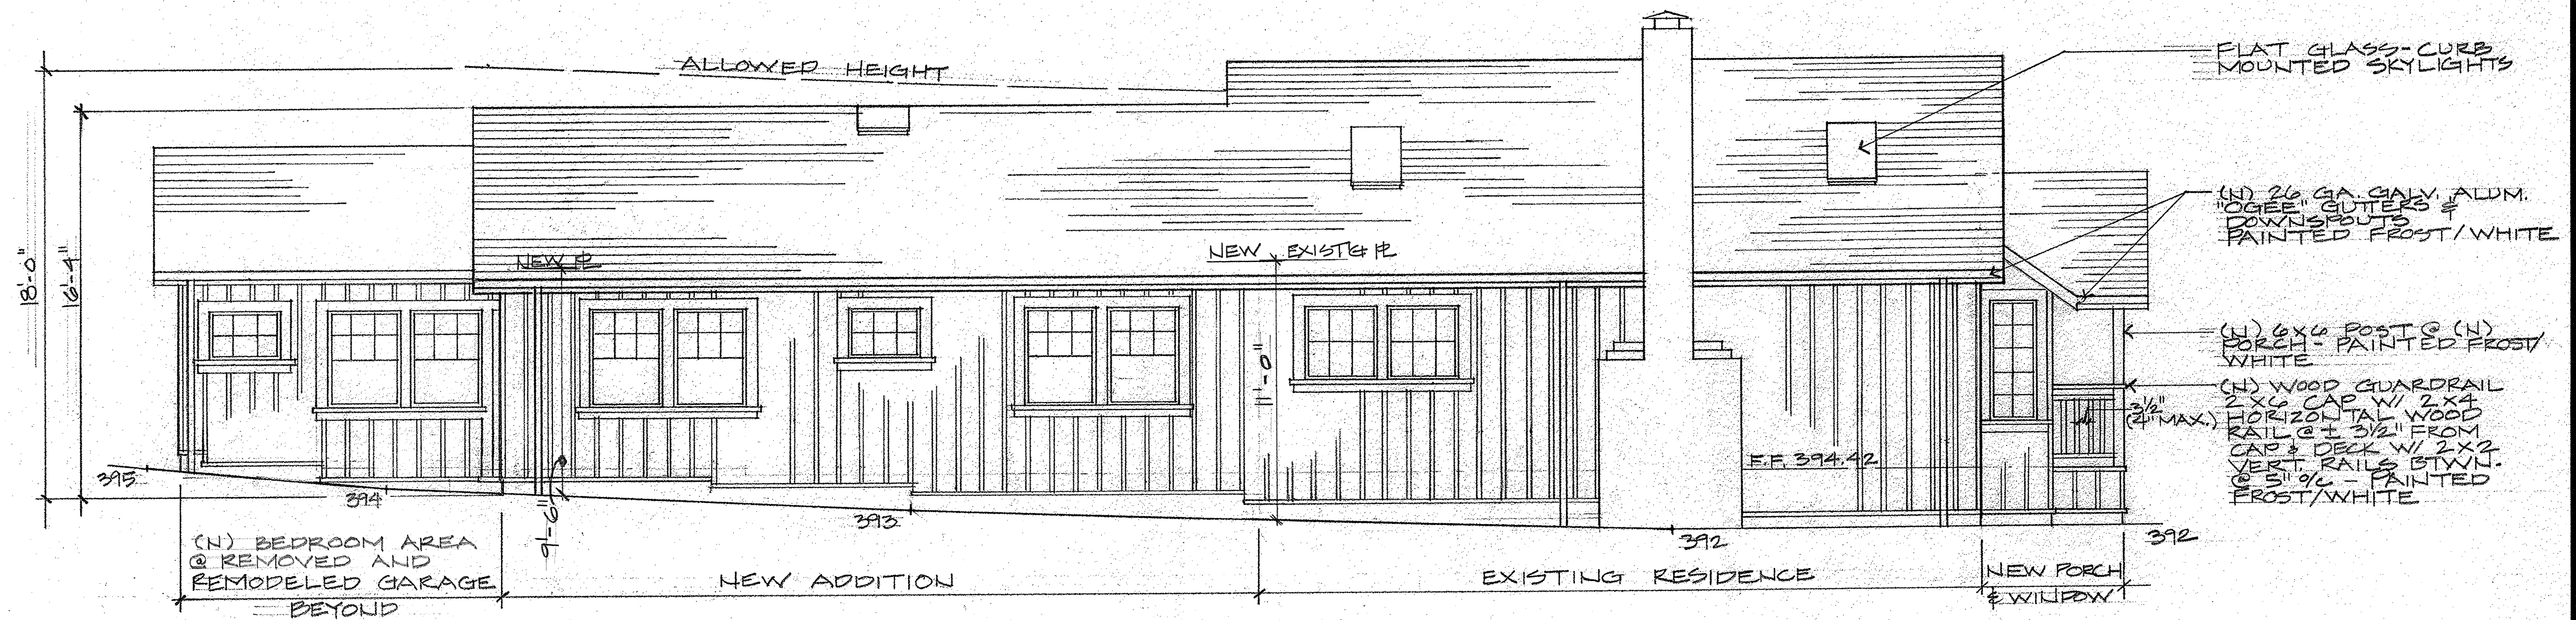 ALLOWED HEIGHT
18'-0"
16'-4"
NEW PL
NEW EXIST'G PL
11'-0"
9'-6"
F.F. 394.42
395
394
393
392
392
(N) BEDROOM AREA
@ REMOVED AND
REMODELED GARAGE
BEYOND
NEW ADDITION
EXISTING RESIDENCE
NEW PORCH
& WINDOW
FLAT GLASS-CURB
MOUNTED SKYLIGHTS
(N) 26 GA. GALV. ALUM.
"OGEE" GUTTERS &
DOWNSPOUTS
PAINTED FROST/WHITE
(N) 6x6 POST @ (N)
PORCH - PAINTED FROST/
WHITE
(N) WOOD GUARDRAIL
2x6 CAP W/ 2x4
HORIZONTAL WOOD
RAIL @ ± 3½" FROM
CAP & DECK W/ 2x2
VERT. RAILS BTWN.
@ 5" o/c - PAINTED
FROST/WHITE
3½"
(4" MAX.)